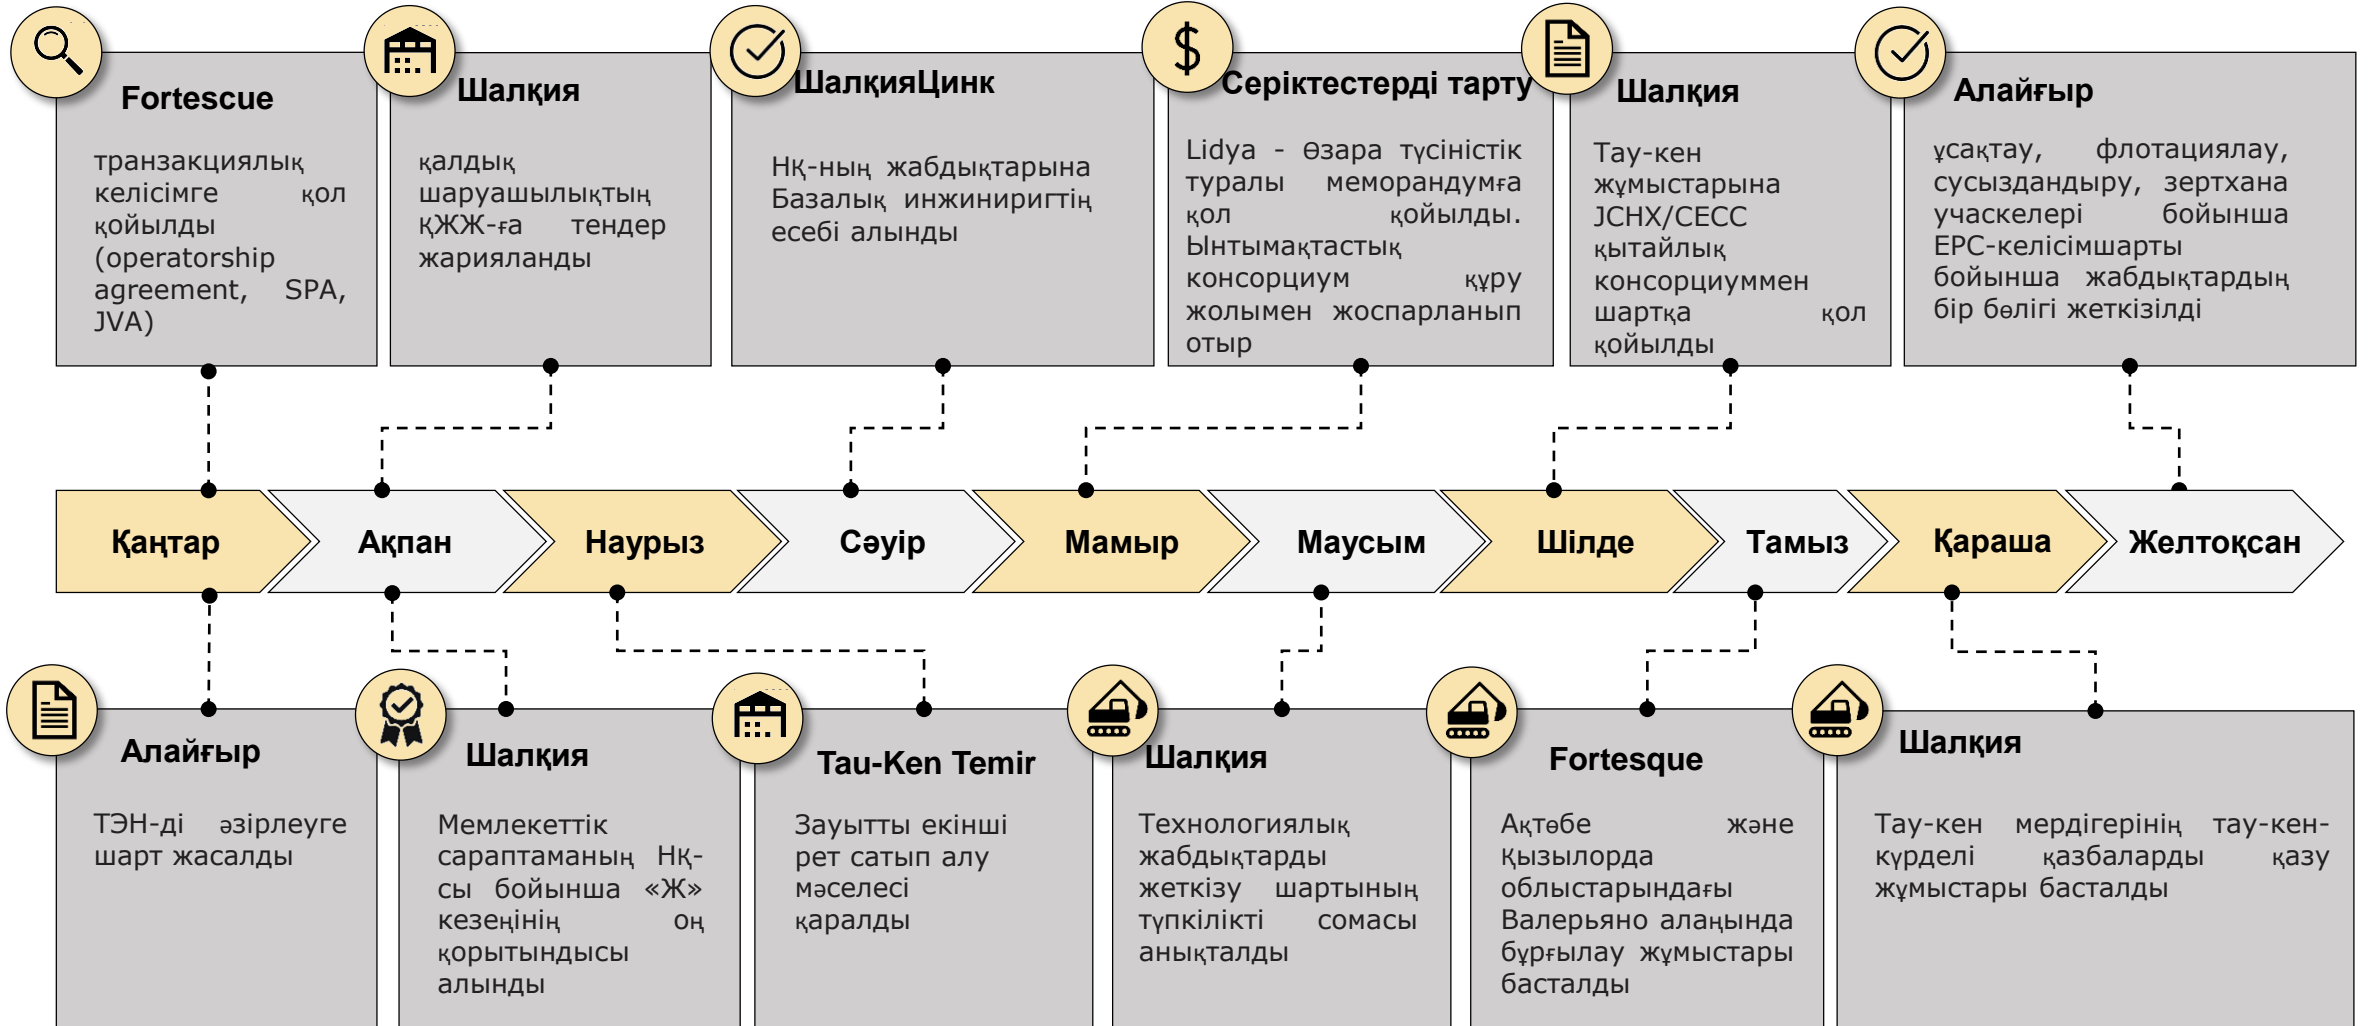 Fortescue
транзакциялық
келісімге қол
қойылды
(operatorship
agreement, SPA,
JVA)
Шалқия
қалдық
шаруашылықтың
ҚЖЖ-ға тендер
жарияланды
ШалқияЦинк
НҚ-ның жабдықтарына
Базалық инжиниригтің
есебі алынды
Серіктестерді тарту
Lidya - Өзара түсіністік
туралы меморандумға
қол қойылды.
Ынтымақтастық
консорциум құру
жолымен жоспарланып
отыр
Шалқия
Тау-кен
жұмыстарына
JCHX/CECC
қытайлық
консорциуммен
шартқа қол
қойылды
Алайғыр
ұсақтау, флотациялау,
сусыздандыру, зертхана
учаскелері бойынша
ЕРС-келісімшарты
бойынша жабдықтардың
бір бөлігі жеткізілді
Қаңтар
Ақпан
Наурыз
Сәуір
Мамыр
Маусым
Шілде
Тамыз
Қараша
Желтоқсан
Алайғыр
ТЭН-ді әзірлеуге
шарт жасалды
Шалқия
Мемлекеттік
сараптаманың НҚ-
сы бойынша «Ж»
кезеңінің оң
қорытындысы
алынды
Tau-Ken Temir
Зауытты екінші
рет сатып алу
мәселесі
қаралды
Шалқия
Технологиялық
жабдықтарды
жеткізу шартының
түпкілікті сомасы
анықталды
Fortesque
Ақтөбе және
Қызылорда
облыстарындағы
Валерьяно алаңында
бұрғылау жұмыстары
басталды
Шалқия
Тау-кен мердігерінің тау-кен-
күрделі қазбаларды қазу
жұмыстары басталды